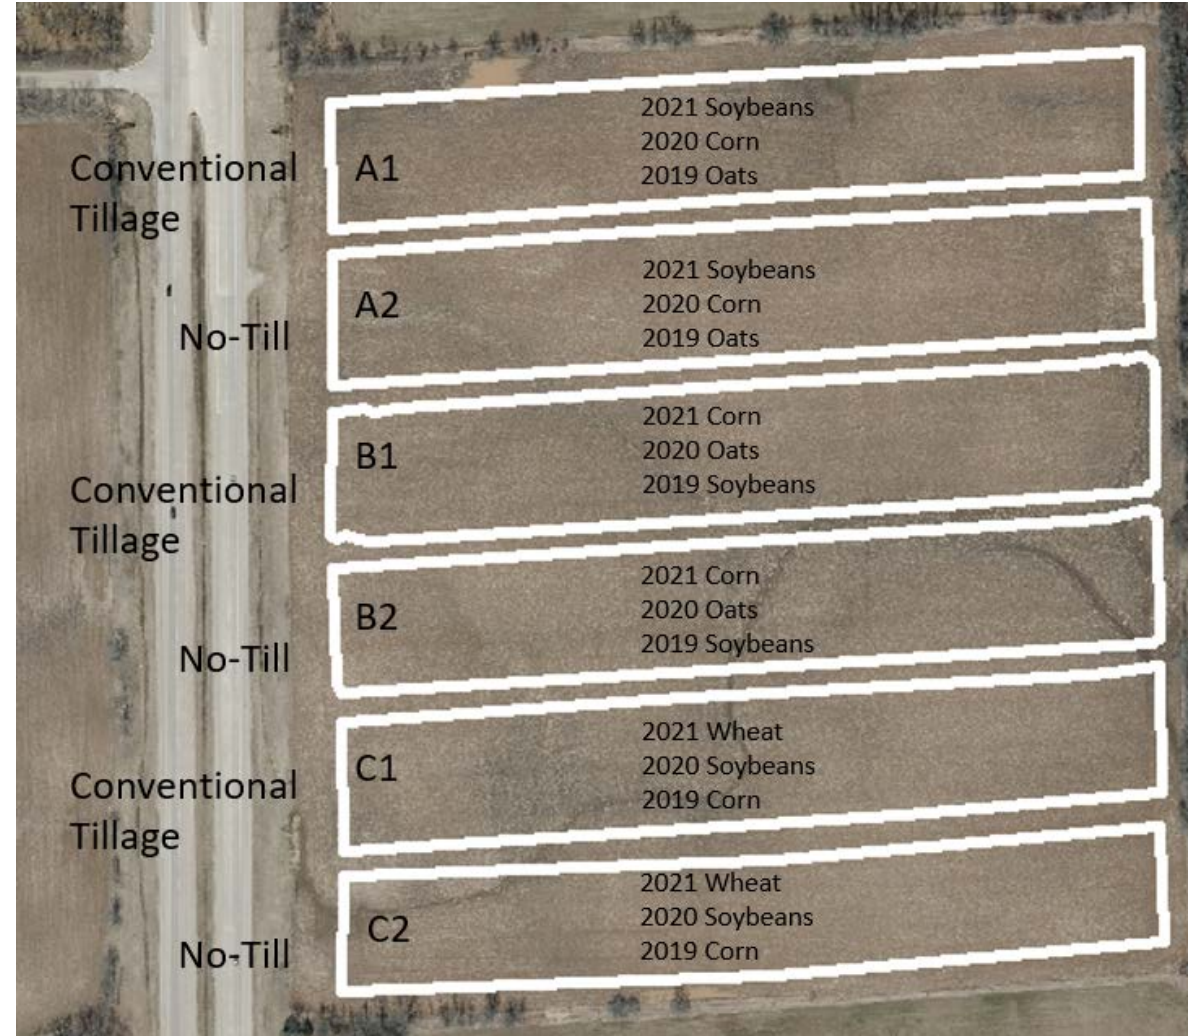 Conventional
Tillage
A1
2021 Soybeans
2020 Corn
2019 Oats
No-Till
A2
2021 Soybeans
2020 Corn
2019 Oats
Conventional
Tillage
B1
2021 Corn
2020 Oats
2019 Soybeans
No-Till
B2
2021 Corn
2020 Oats
2019 Soybeans
Conventional
Tillage
C1
2021 Wheat
2020 Soybeans
2019 Corn
No-Till
C2
2021 Wheat
2020 Soybeans
2019 Corn